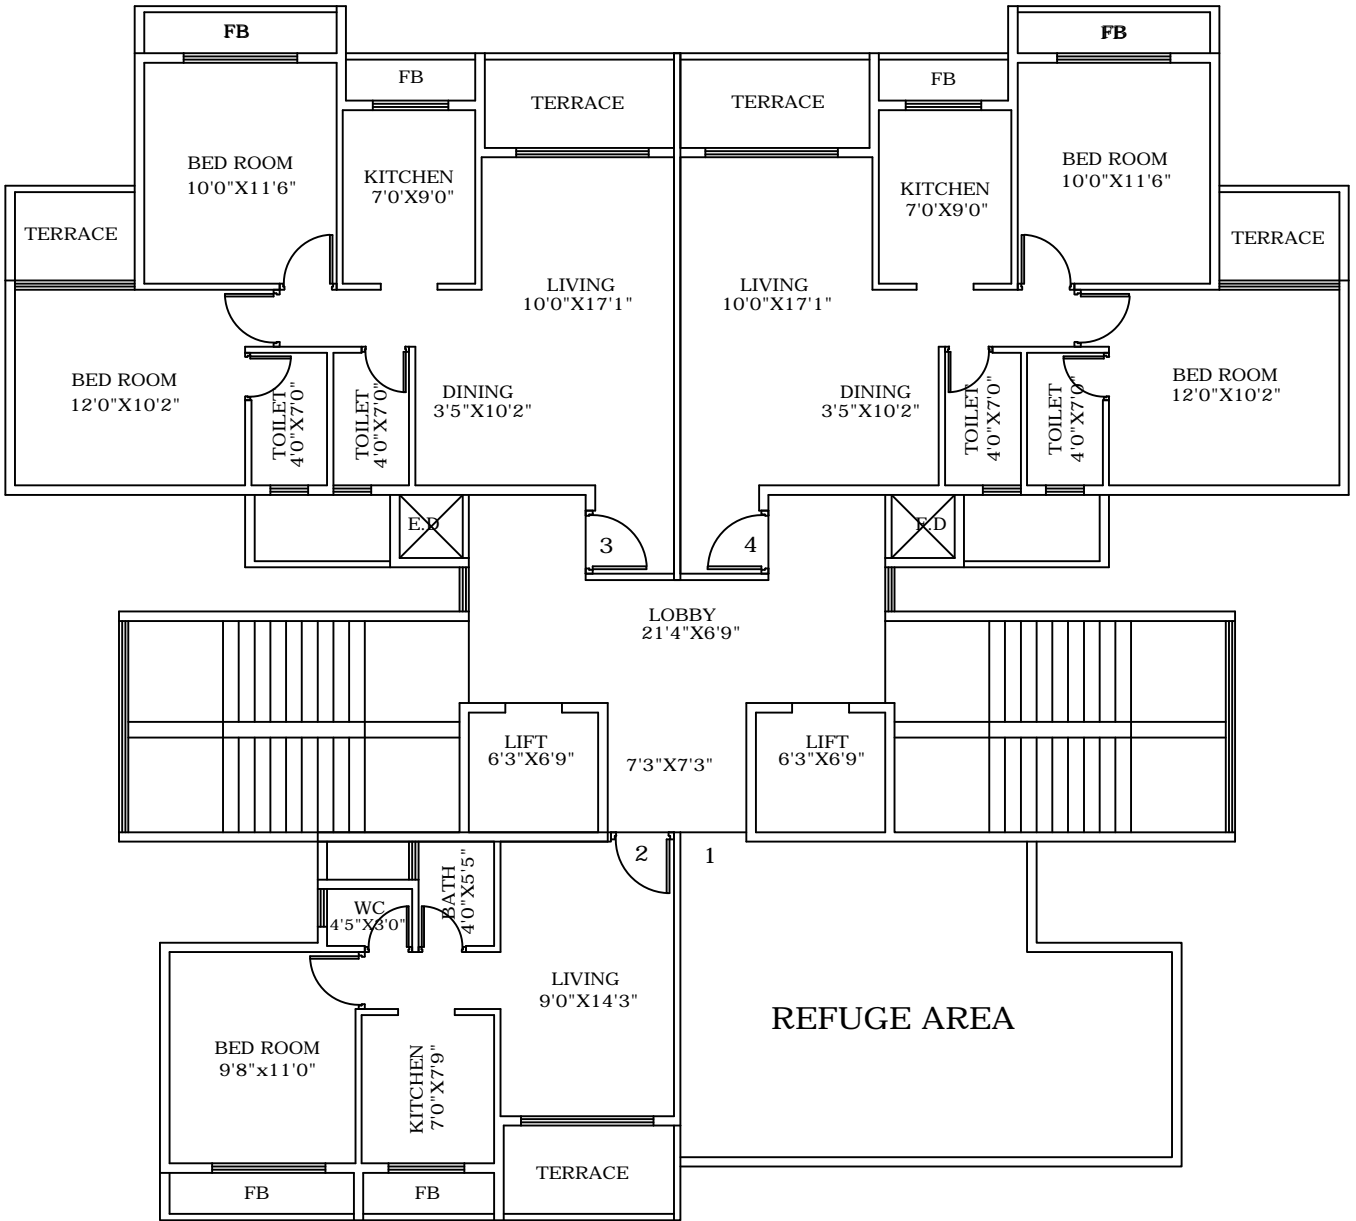 FB
FB
FB
FB
TERRACE
TERRACE
BED ROOM
10'0"X11'6"
KITCHEN
7'0'X9'0"
KITCHEN
7'0'X9'0"
BED ROOM
10'0"X11'6"
TERRACE
TERRACE
LIVING
10'0"X17'1"
LIVING
10'0"X17'1"
BED ROOM
12'0"X10'2"
TOILET
4'0"X7'0"
TOILET
4'0"X7'0"
DINING
3'5"X10'2"
DINING
3'5"X10'2"
TOILET
4'0"X7'0"
TOILET
4'0"X7'0"
BED ROOM
12'0"X10'2"
E.D
3
4
E.D
LOBBY
21'4"X6'9"
LIFT
6'3"X6'9"
7'3"X7'3"
LIFT
6'3"X6'9"
2
1
BATH
4'0"X5'5"
WC
4'5"X3'0"
LIVING
9'0"X14'3"
REFUGE AREA
BED ROOM
9'8"x11'0"
KITCHEN
7'0"X7'9"
TERRACE
FB
FB